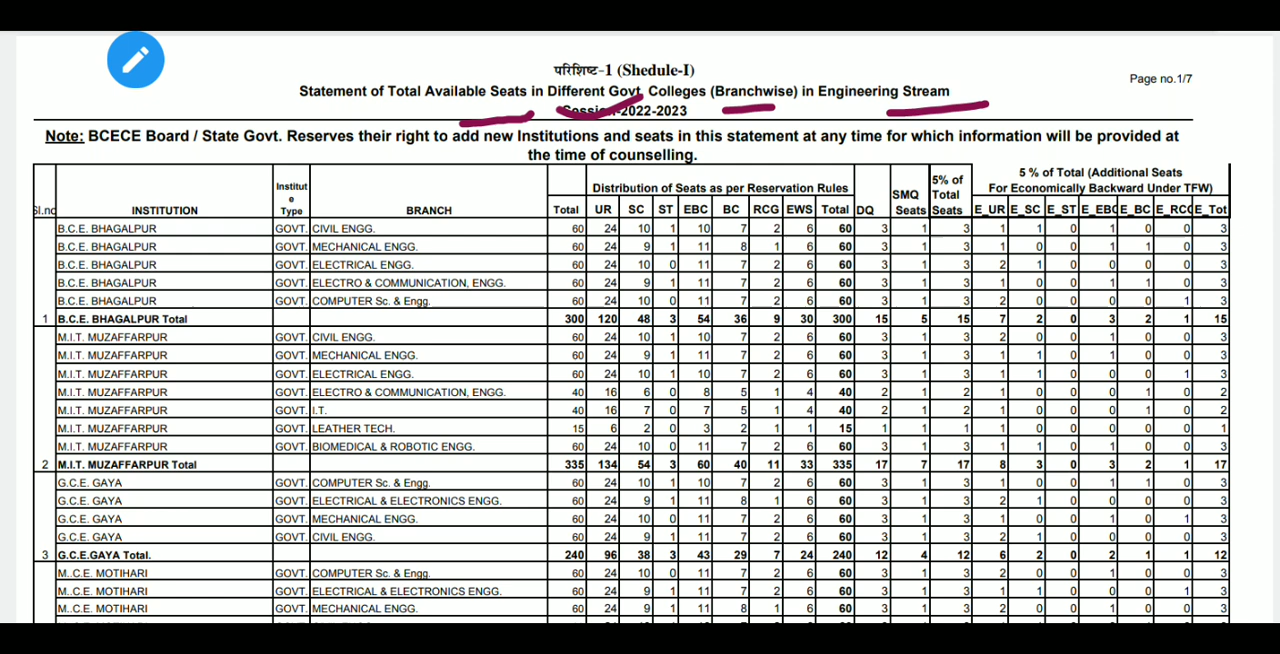 परिशिष्ट-1 (Shedule-I)
Page no.1/7
Statement of Total Available Seats in Different Govt. Colleges (Branchwise) in Engineering Stream
Session-2022-2023
Note: BCECE Board / State Govt. Reserves their right to add new Institutions and seats in this statement at any time for which information will be provided at
the time of counselling.
Sl.no INSTITUTION Institute Type BRANCH Total Distribution of Seats as per Reservation Rules DQ SMQ Seats 5% of Total Seats 5 % of Total (Additional Seats For Economically Backward Under TFW)
UR SC ST EBC BC RCG EWS Total E_UR E_SC E_ST E_EBC E_BC E_RCG E_Tot
B.C.E. BHAGALPUR GOVT. CIVIL ENGG. 60 24 10 1 10 7 2 6 60 3 1 3 1 1 0 1 0 0 3
B.C.E. BHAGALPUR GOVT. MECHANICAL ENGG. 60 24 9 1 11 8 1 6 60 3 1 3 1 0 0 1 1 0 3
B.C.E. BHAGALPUR GOVT. ELECTRICAL ENGG. 60 24 10 0 11 7 2 6 60 3 1 3 2 1 0 0 0 0 3
B.C.E. BHAGALPUR GOVT. ELECTRO & COMMUNICATION, ENGG. 60 24 9 1 11 7 2 6 60 3 1 3 1 0 0 1 1 0 3
B.C.E. BHAGALPUR GOVT. COMPUTER Sc. & Engg. 60 24 10 0 11 7 2 6 60 3 1 3 2 0 0 0 0 1 3
1 B.C.E. BHAGALPUR Total 300 120 48 3 54 36 9 30 300 15 5 15 7 2 0 3 2 1 15
M.I.T. MUZAFFARPUR GOVT. CIVIL ENGG. 60 24 10 1 10 7 2 6 60 3 1 3 2 0 0 1 0 0 3
M.I.T. MUZAFFARPUR GOVT. MECHANICAL ENGG. 60 24 9 1 11 7 2 6 60 3 1 3 1 1 0 1 0 0 3
M.I.T. MUZAFFARPUR GOVT. ELECTRICAL ENGG. 60 24 10 1 10 7 2 6 60 3 1 3 1 1 0 0 0 1 3
M.I.T. MUZAFFARPUR GOVT. ELECTRO & COMMUNICATION, ENGG. 40 16 6 0 8 5 1 4 40 2 1 2 1 0 0 0 1 0 2
M.I.T. MUZAFFARPUR GOVT. I.T. 40 16 7 0 7 5 1 4 40 2 1 2 1 0 0 0 1 0 2
M.I.T. MUZAFFARPUR GOVT. LEATHER TECH. 15 6 2 0 3 2 1 1 15 1 1 1 1 0 0 0 0 0 1
M.I.T. MUZAFFARPUR GOVT. BIOMEDICAL & ROBOTIC ENGG. 60 24 10 0 11 7 2 6 60 3 1 3 1 1 0 1 0 0 3
2 M.I.T. MUZAFFARPUR Total 335 134 54 3 60 40 11 33 335 17 7 17 8 3 0 3 2 1 17
G.C.E. GAYA GOVT. COMPUTER Sc. & Engg. 60 24 10 1 10 7 2 6 60 3 1 3 1 0 0 1 1 0 3
G.C.E. GAYA GOVT. ELECTRICAL & ELECTRONICS ENGG. 60 24 9 1 11 8 1 6 60 3 1 3 2 1 0 0 0 0 3
G.C.E. GAYA GOVT. MECHANICAL ENGG. 60 24 10 0 11 7 2 6 60 3 1 3 1 0 0 1 0 1 3
G.C.E. GAYA GOVT. CIVIL ENGG. 60 24 9 1 11 7 2 6 60 3 1 3 2 1 0 0 0 0 3
3 G.C.E.GAYA Total. 240 96 38 3 43 29 7 24 240 12 4 12 6 2 0 2 1 1 12
M..C.E. MOTIHARI GOVT. COMPUTER Sc. & Engg. 60 24 10 0 11 7 2 6 60 3 1 3 2 0 0 1 0 0 3
M..C.E. MOTIHARI GOVT. ELECTRICAL & ELECTRONICS ENGG. 60 24 9 1 11 7 2 6 60 3 1 3 1 1 0 0 0 1 3
M..C.E. MOTIHARI GOVT. MECHANICAL ENGG. 60 24 9 1 11 8 1 6 60 3 1 3 2 0 0 1 0 0 3